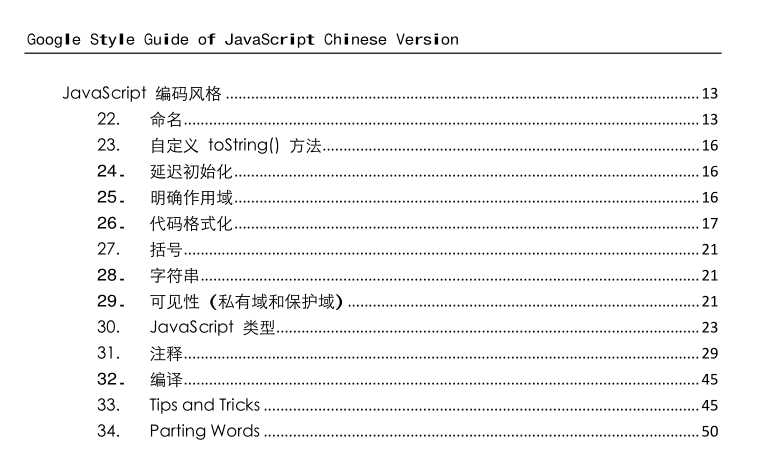 Google Style Guide of JavaScript Chinese Version
JavaScript 编码风格 13
22. 命名 13
23. 自定义 toString() 方法 16
24. 延迟初始化 16
25. 明确作用域 16
26. 代码格式化 17
27. 括号 21
28. 字符串 21
29. 可见性（私有域和保护域） 21
30. JavaScript 类型 23
31. 注释 29
32. 编译 45
33. Tips and Tricks 45
34. Parting Words 50